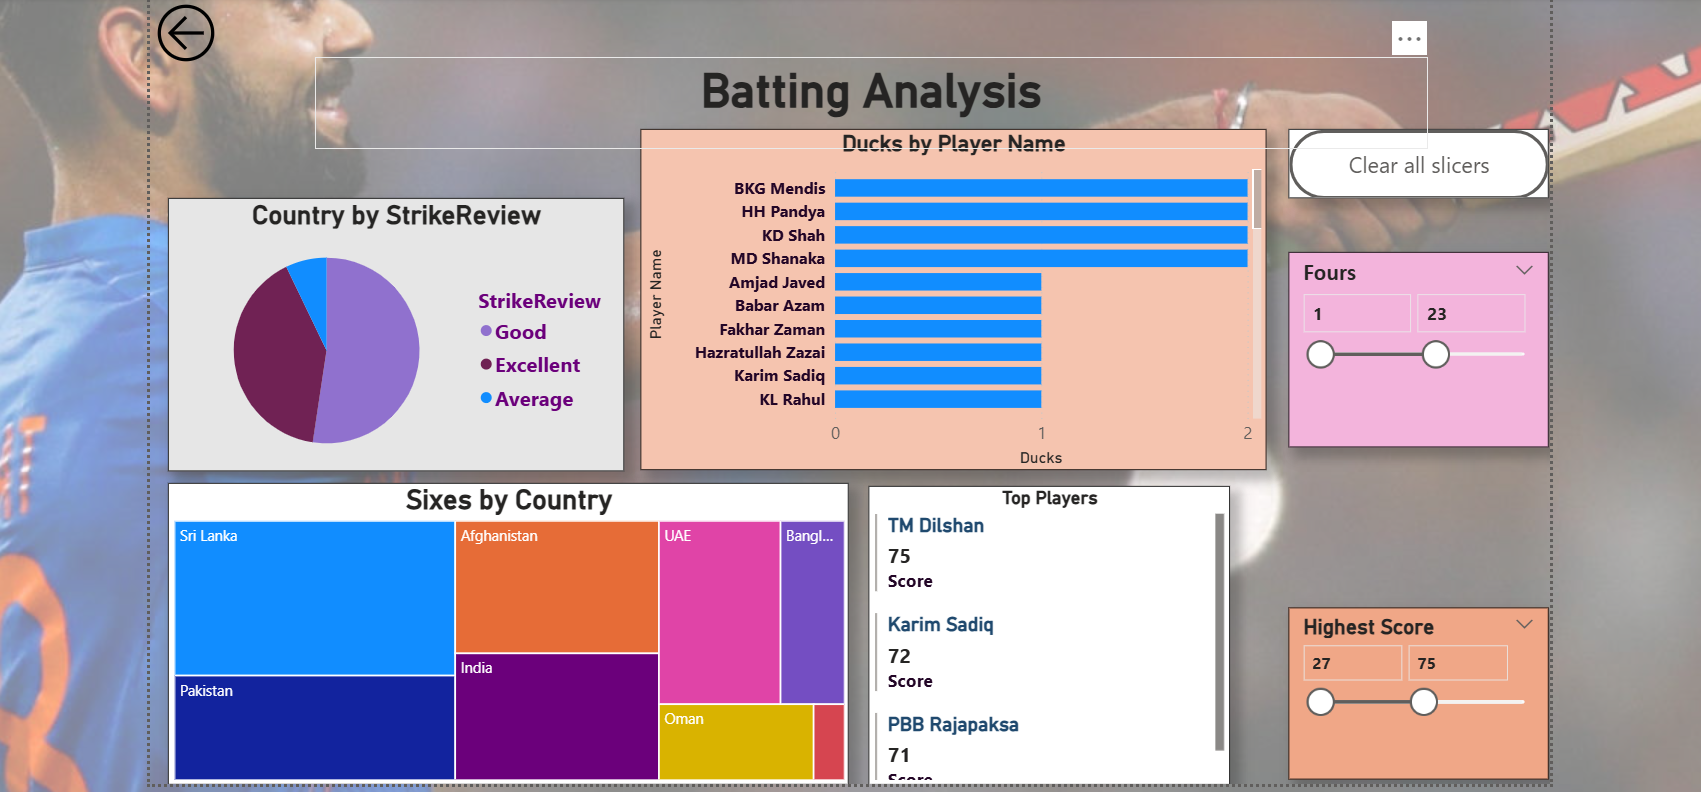 Batting Analysis
Clear all slicers
Ducks by Player Name
Player Name
BKG Mendis
HH Pandya
KD Shah
MD Shanaka
Amjad Javed
Babar Azam
Fakhar Zaman
Hazratullah Zazai
Karim Sadiq
KL Rahul
0 1 2
Ducks
Country by StrikeReview
StrikeReview
Good
Excellent
Average
Fours
1 23
Sixes by Country
Sri Lanka
Pakistan
Afghanistan
India
UAE
Bangl...
Oman
Top Players
TM Dilshan
75
Score
Karim Sadiq
72
Score
PBB Rajapaksa
71
Score
Highest Score
27 75